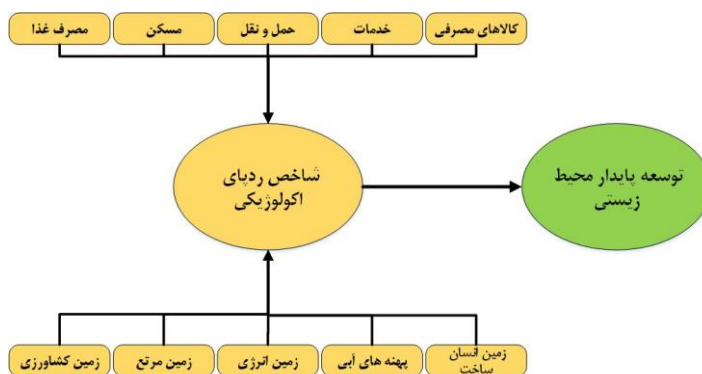 کالاهای مصرفی
خدمات
حمل و نقل
مسکن
مصرف غذا
شاخص ردپای
اکولوژیکی
توسعه پایدار محیط
زیستی
زمین انسان
ساخت
پهنه های آبی
زمین انرژی
زمین مرتع
زمین کشاورزی